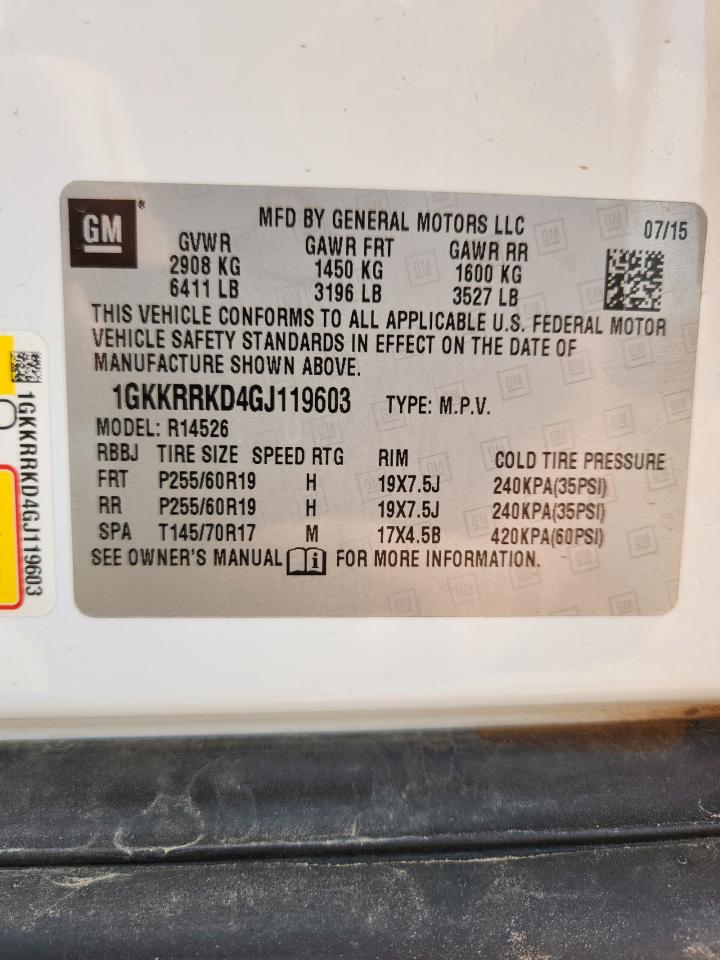 GM®
MFD BY GENERAL MOTORS LLC
07/15
GVWR GAWR FRT GAWR RR
2908 KG 1450 KG 1600 KG
6411 LB 3196 LB 3527 LB
THIS VEHICLE CONFORMS TO ALL APPLICABLE U.S. FEDERAL MOTOR
VEHICLE SAFETY STANDARDS IN EFFECT ON THE DATE OF
MANUFACTURE SHOWN ABOVE.
1GKKRRKD4GJ119603 TYPE: M.P.V.
MODEL: R14526
RBBJ TIRE SIZE SPEED RTG RIM COLD TIRE PRESSURE
FRT P255/60R19 H 19X7.5J 240KPA(35PSI)
RR P255/60R19 H 19X7.5J 240KPA(35PSI)
SPA T145/70R17 M 17X4.5B 420KPA(60PSI)
SEE OWNER'S MANUAL FOR MORE INFORMATION.
1GKKRRKD4GJ119603